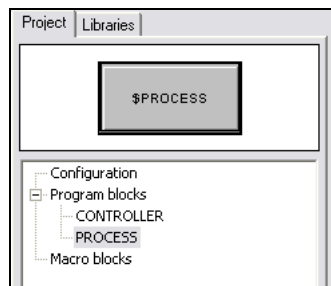 Project Libraries
$PROCESS
Configuration
Program blocks
CONTROLLER
PROCESS
Macro blocks